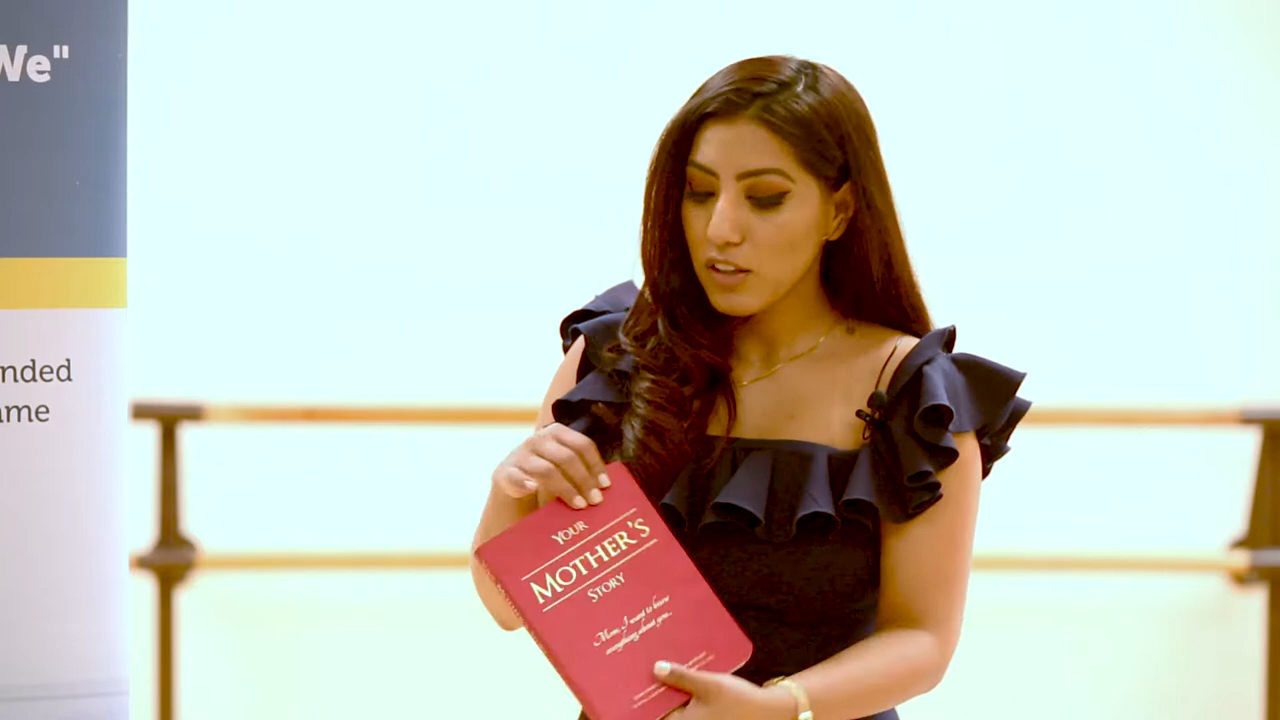 We"
nded
ame
YOUR
MOTHER'S
STORY
Mom, I want to know
everything about you...